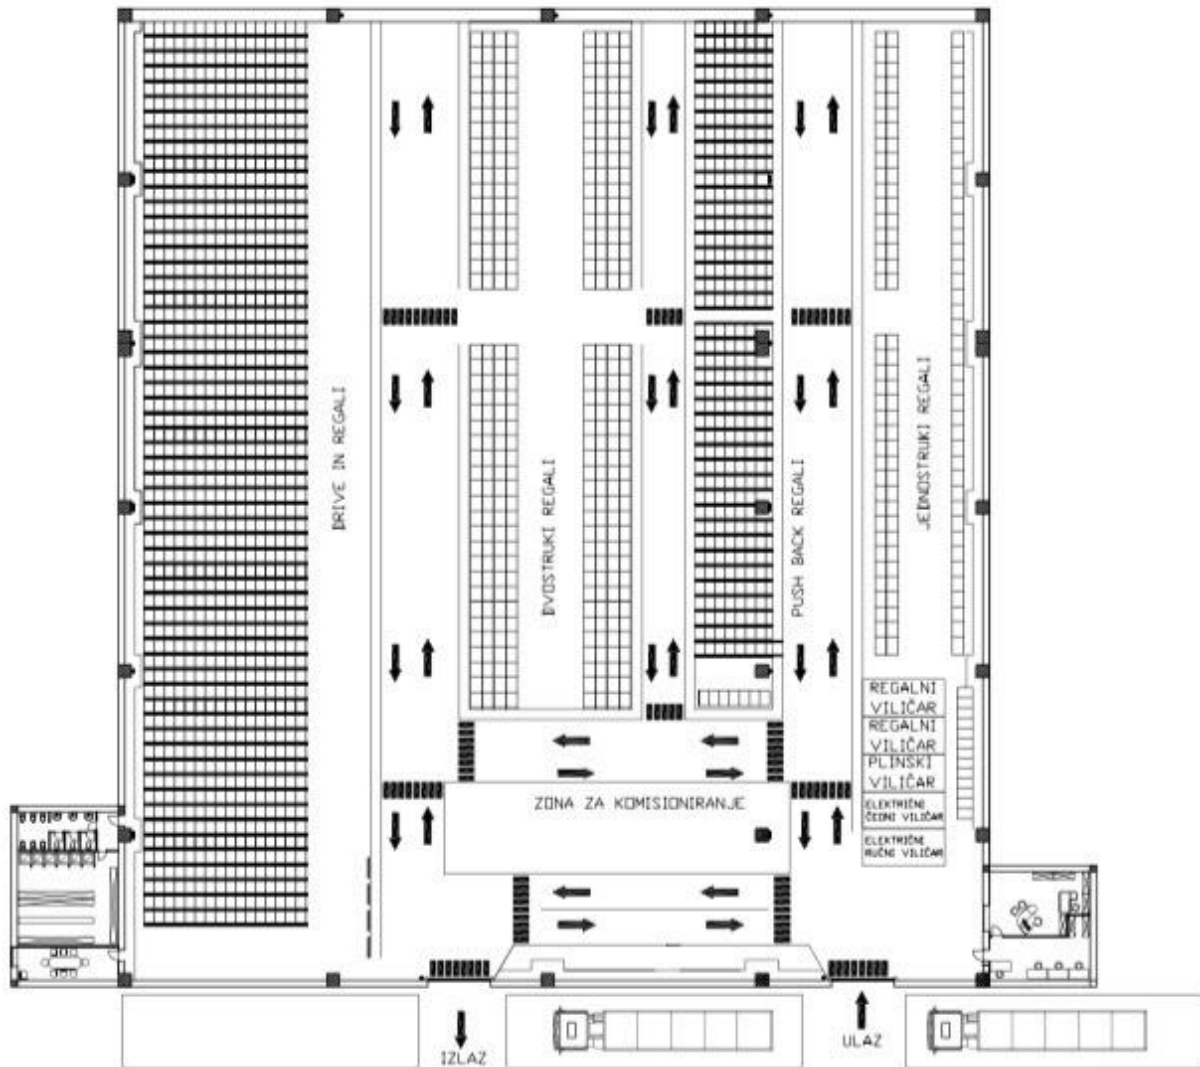 DRIVE IN REGALI
DVOSTRUKI REGALI
PUSH BACK REGALI
JEDNOSTRUKI REGALI
REGALNI
VILIČAR
REGALNI
VILIČAR
PLINSKI
VILIČAR
ELEKTRIČNI
ČEONI VILIČAR
ELEKTRIČNI
RUČNI VILIČAR
ZONA ZA KOMISIONIRANJE
IZLAZ
ULAZ